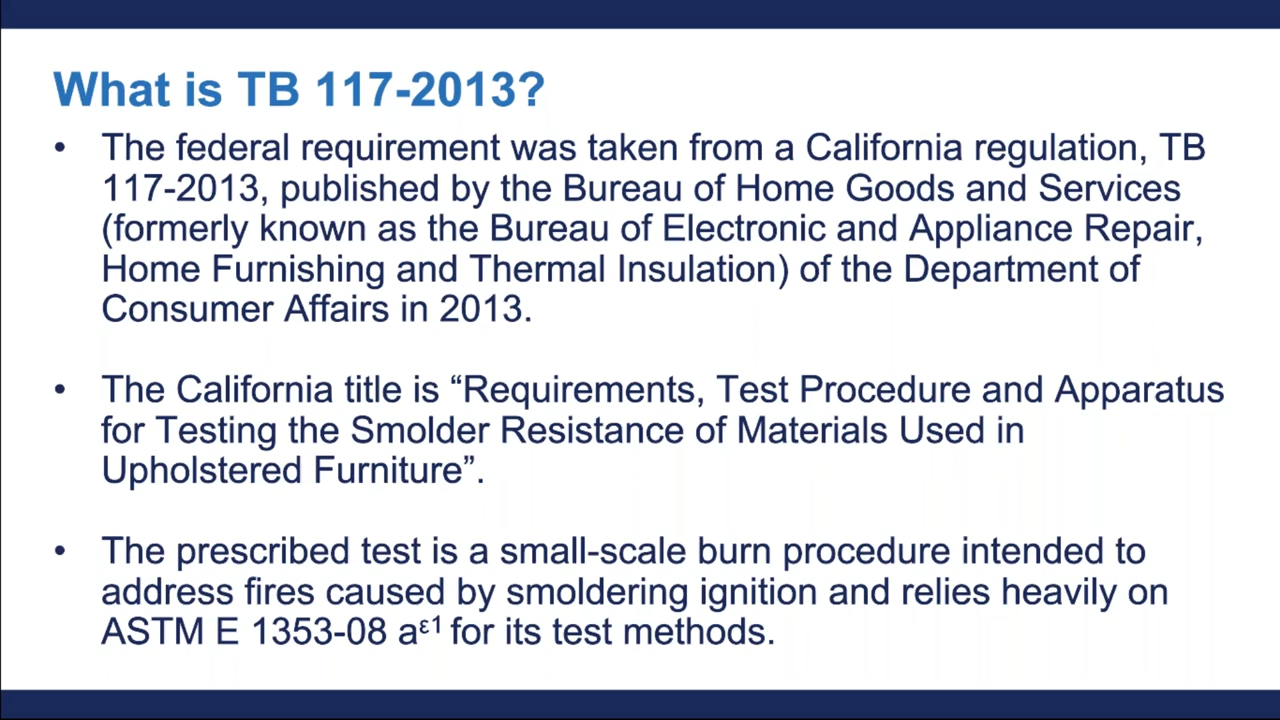 What is TB 117-2013?
• The federal requirement was taken from a California regulation, TB
117-2013, published by the Bureau of Home Goods and Services
(formerly known as the Bureau of Electronic and Appliance Repair,
Home Furnishing and Thermal Insulation) of the Department of
Consumer Affairs in 2013.
• The California title is “Requirements, Test Procedure and Apparatus
for Testing the Smolder Resistance of Materials Used in
Upholstered Furniture”.
• The prescribed test is a small-scale burn procedure intended to
address fires caused by smoldering ignition and relies heavily on
ASTM E 1353-08 aᵋ¹ for its test methods.